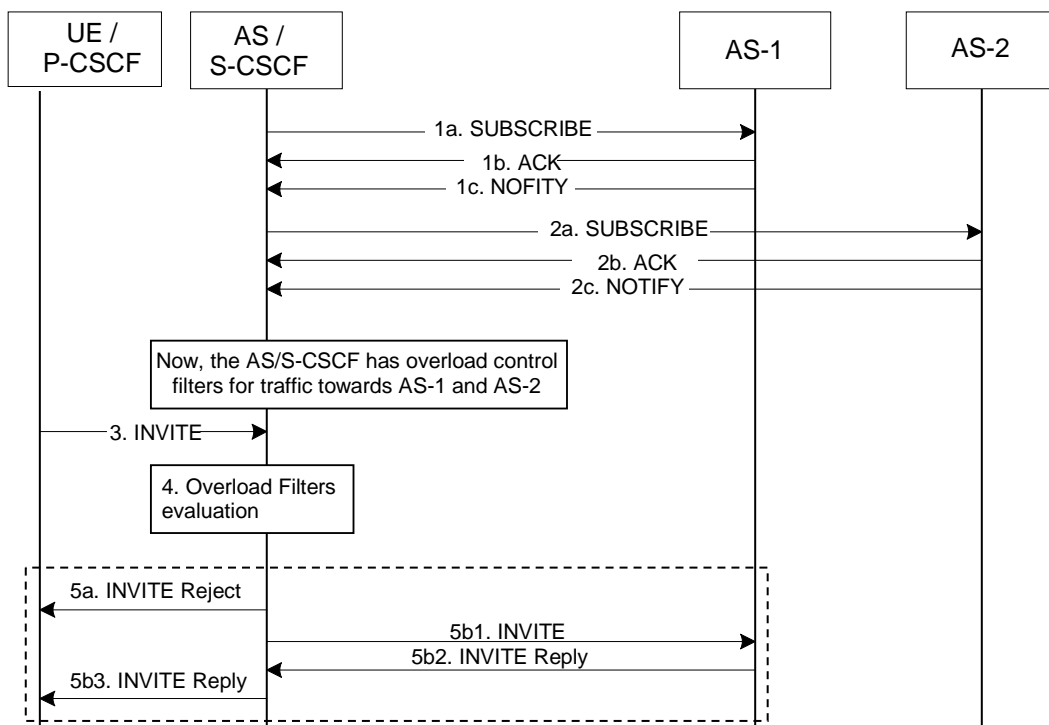 UE /
P-CSCF
AS /
S-CSCF
AS-1
AS-2
1a. SUBSCRIBE
1b. ACK
1c. NOFITY
2a. SUBSCRIBE
2b. ACK
2c. NOTIFY
Now, the AS/S-CSCF has overload control
filters for traffic towards AS-1 and AS-2
3. INVITE
4. Overload Filters
evaluation
5a. INVITE Reject
5b1. INVITE
5b2. INVITE Reply
5b3. INVITE Reply